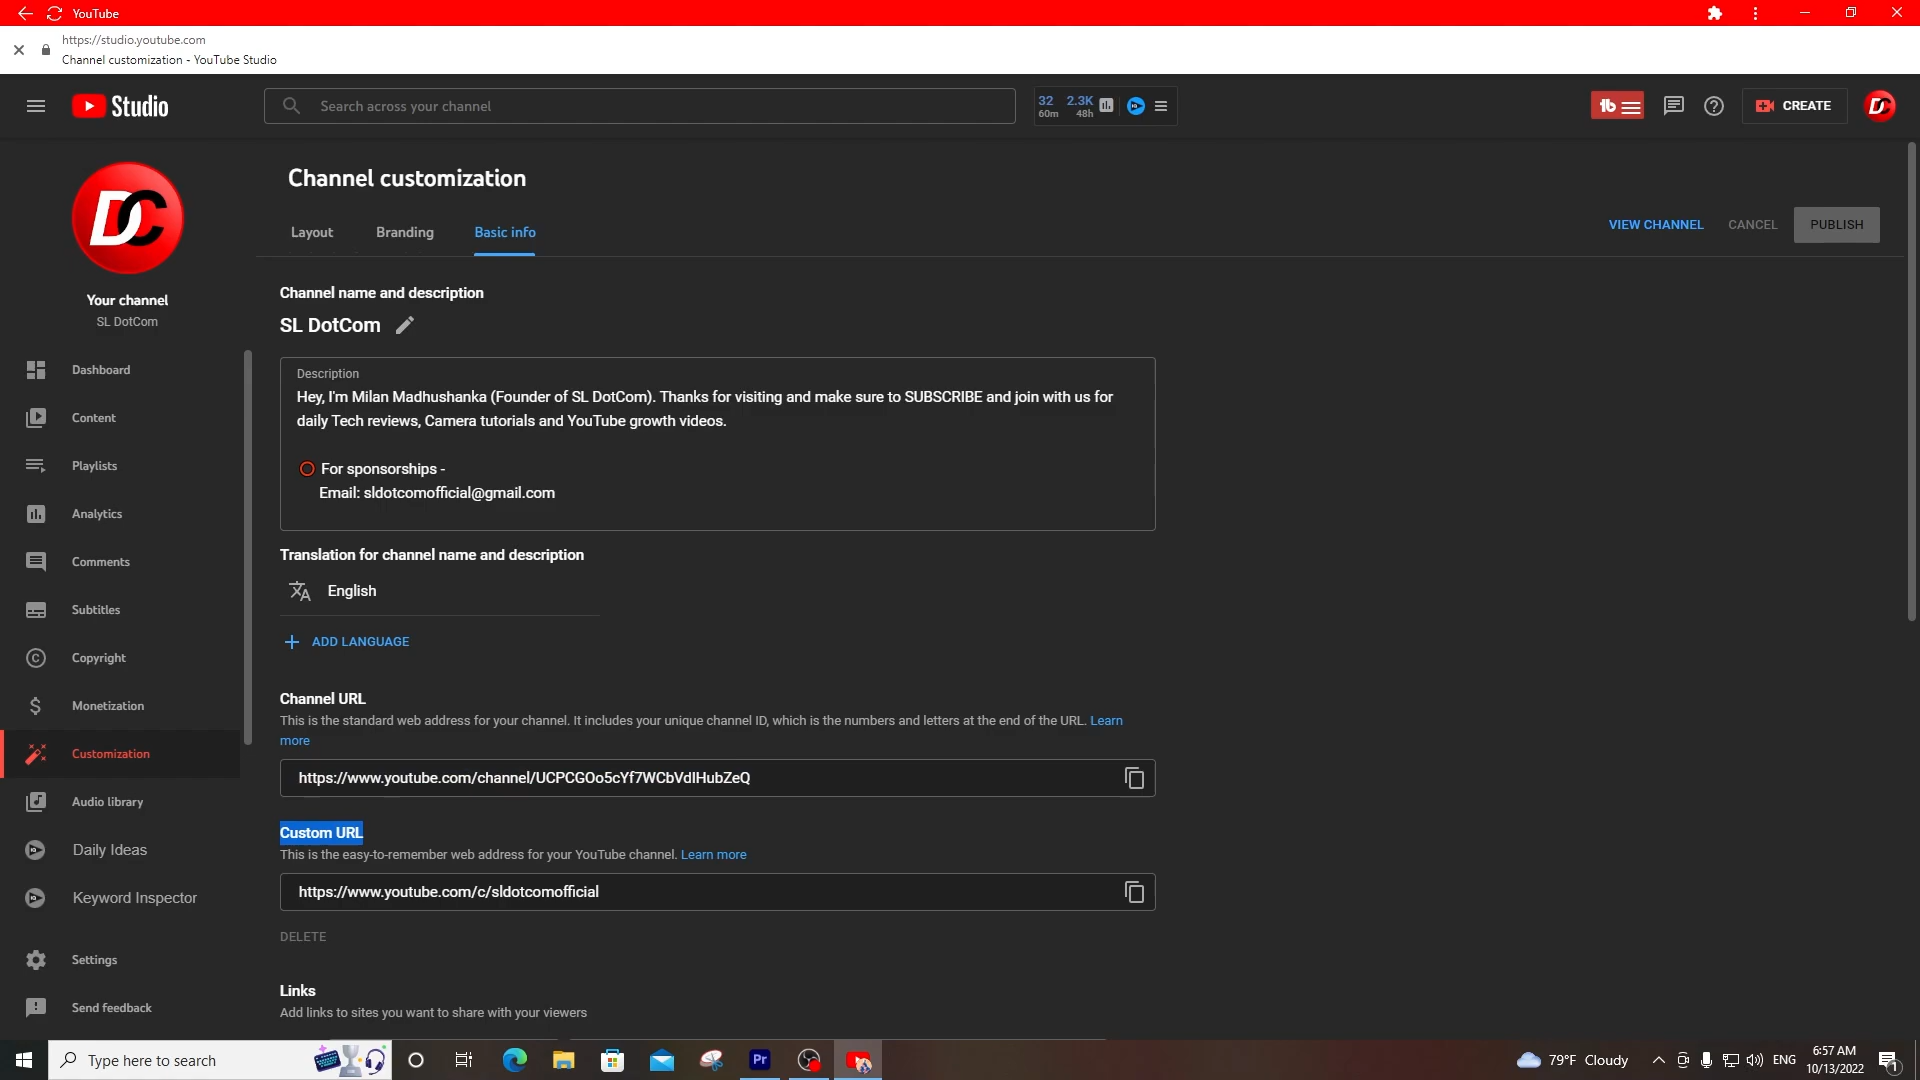 YouTube
https://studio.youtube.com
Channel customization - YouTube Studio
Studio
Search across your channel
32 2.3K
60m 48h
CREATE
DC
DC
Your channel
SL DotCom
Dashboard
Content
Playlists
Analytics
Comments
Subtitles
Copyright
Monetization
Customization
Audio library
Daily Ideas
Keyword Inspector
Settings
Send feedback
Channel customization
Layout Branding Basic info
VIEW CHANNEL CANCEL PUBLISH
Channel name and description
SL DotCom
Description
Hey, I'm Milan Madhushanka (Founder of SL DotCom). Thanks for visiting and make sure to SUBSCRIBE and join with us for
daily Tech reviews, Camera tutorials and YouTube growth videos.
⭕ For sponsorships -
Email: sldotcomofficial@gmail.com
Translation for channel name and description
English
ADD LANGUAGE
Channel URL
This is the standard web address for your channel. It includes your unique channel ID, which is the numbers and letters at the end of the URL. Learn
more
https://www.youtube.com/channel/UCPCGOo5cYf7WCbVdIHubZeQ
Custom URL
This is the easy-to-remember web address for your YouTube channel. Learn more
https://www.youtube.com/c/sldotcomofficial
DELETE
Links
Add links to sites you want to share with your viewers
Type here to search
Pr
79°F Cloudy
ENG
6:57 AM
10/13/2022
1